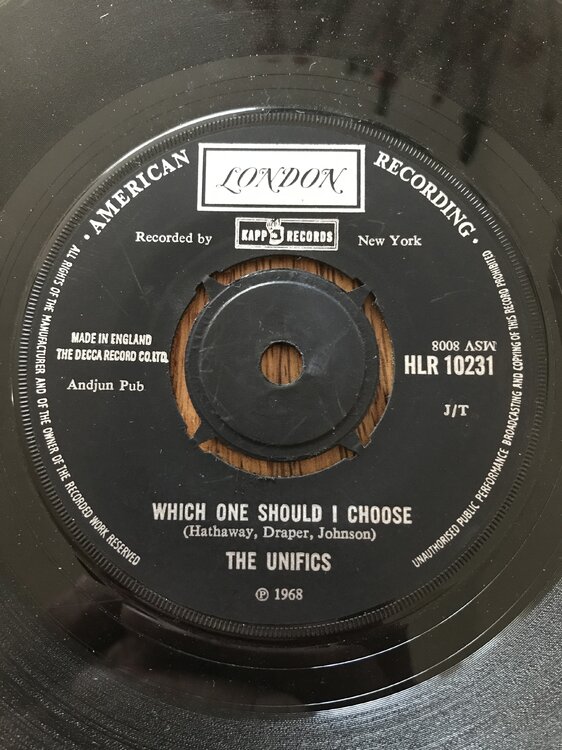 LONDON
· AMERICAN RECORDING ·
Recorded by KAPP RECORDS New York
MADE IN ENGLAND
THE DECCA RECORD CO. LTD.
Andjun Pub
MSV 8008
HLR 10231
J/T
WHICH ONE SHOULD I CHOOSE
(Hathaway, Draper, Johnson)
THE UNIFICS
℗ 1968
ALL RIGHTS OF THE MANUFACTURER AND OF THE OWNER OF THE RECORDED WORK RESERVED
UNAUTHORISED PUBLIC PERFORMANCE BROADCASTING AND COPYING OF THIS RECORD PROHIBITED